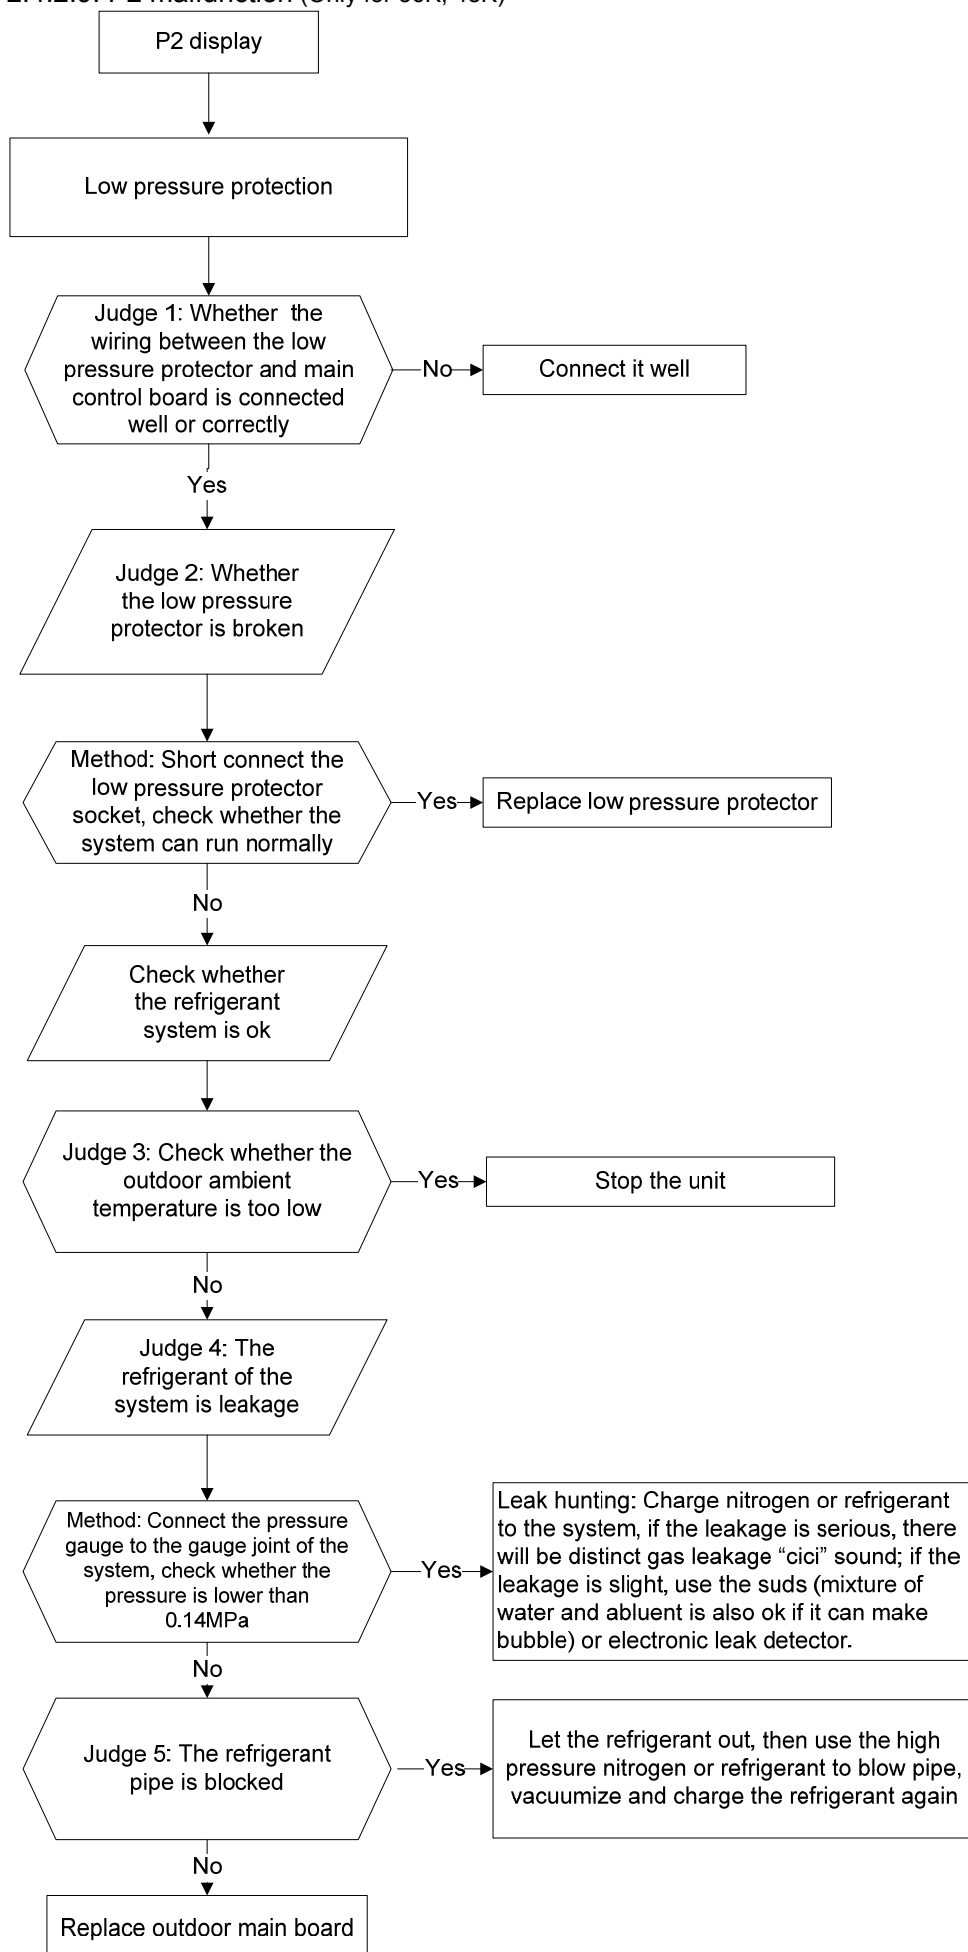 malfunction
P2 display
Low pressure protection
Judge 1: Whether the
wiring between the low
pressure protector and main
control board is connected
well or correctly
No
Connect it well
Yes
Judge 2: Whether
the low pressure
protector is broken
Method: Short connect the
low pressure protector
socket, check whether the
system can run normally
Yes
Replace low pressure protector
No
Check whether
the refrigerant
system is ok
Judge 3: Check whether the
outdoor ambient
temperature is too low
Yes
Stop the unit
No
Judge 4: The
refrigerant of the
system is leakage
Method: Connect the pressure
gauge to the gauge joint of the
system, check whether the
pressure is lower than
0.14MPa
Yes
Leak hunting: Charge nitrogen or refrigerant
to the system, if the leakage is serious, there
will be distinct gas leakage “cici” sound; if the
leakage is slight, use the suds (mixture of
water and abluent is also ok if it can make
bubble) or electronic leak detector.
No
Judge 5: The refrigerant
pipe is blocked
Yes
Let the refrigerant out, then use the high
pressure nitrogen or refrigerant to blow pipe,
vacuumize and charge the refrigerant again
No
Replace outdoor main board